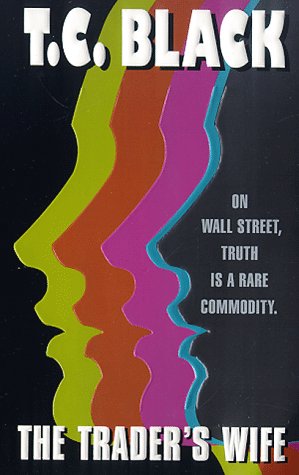 T.C. BLACK
ON
WALL STREET,
TRUTH
IS A RARE
COMMODITY.
THE TRADER'S WIFE